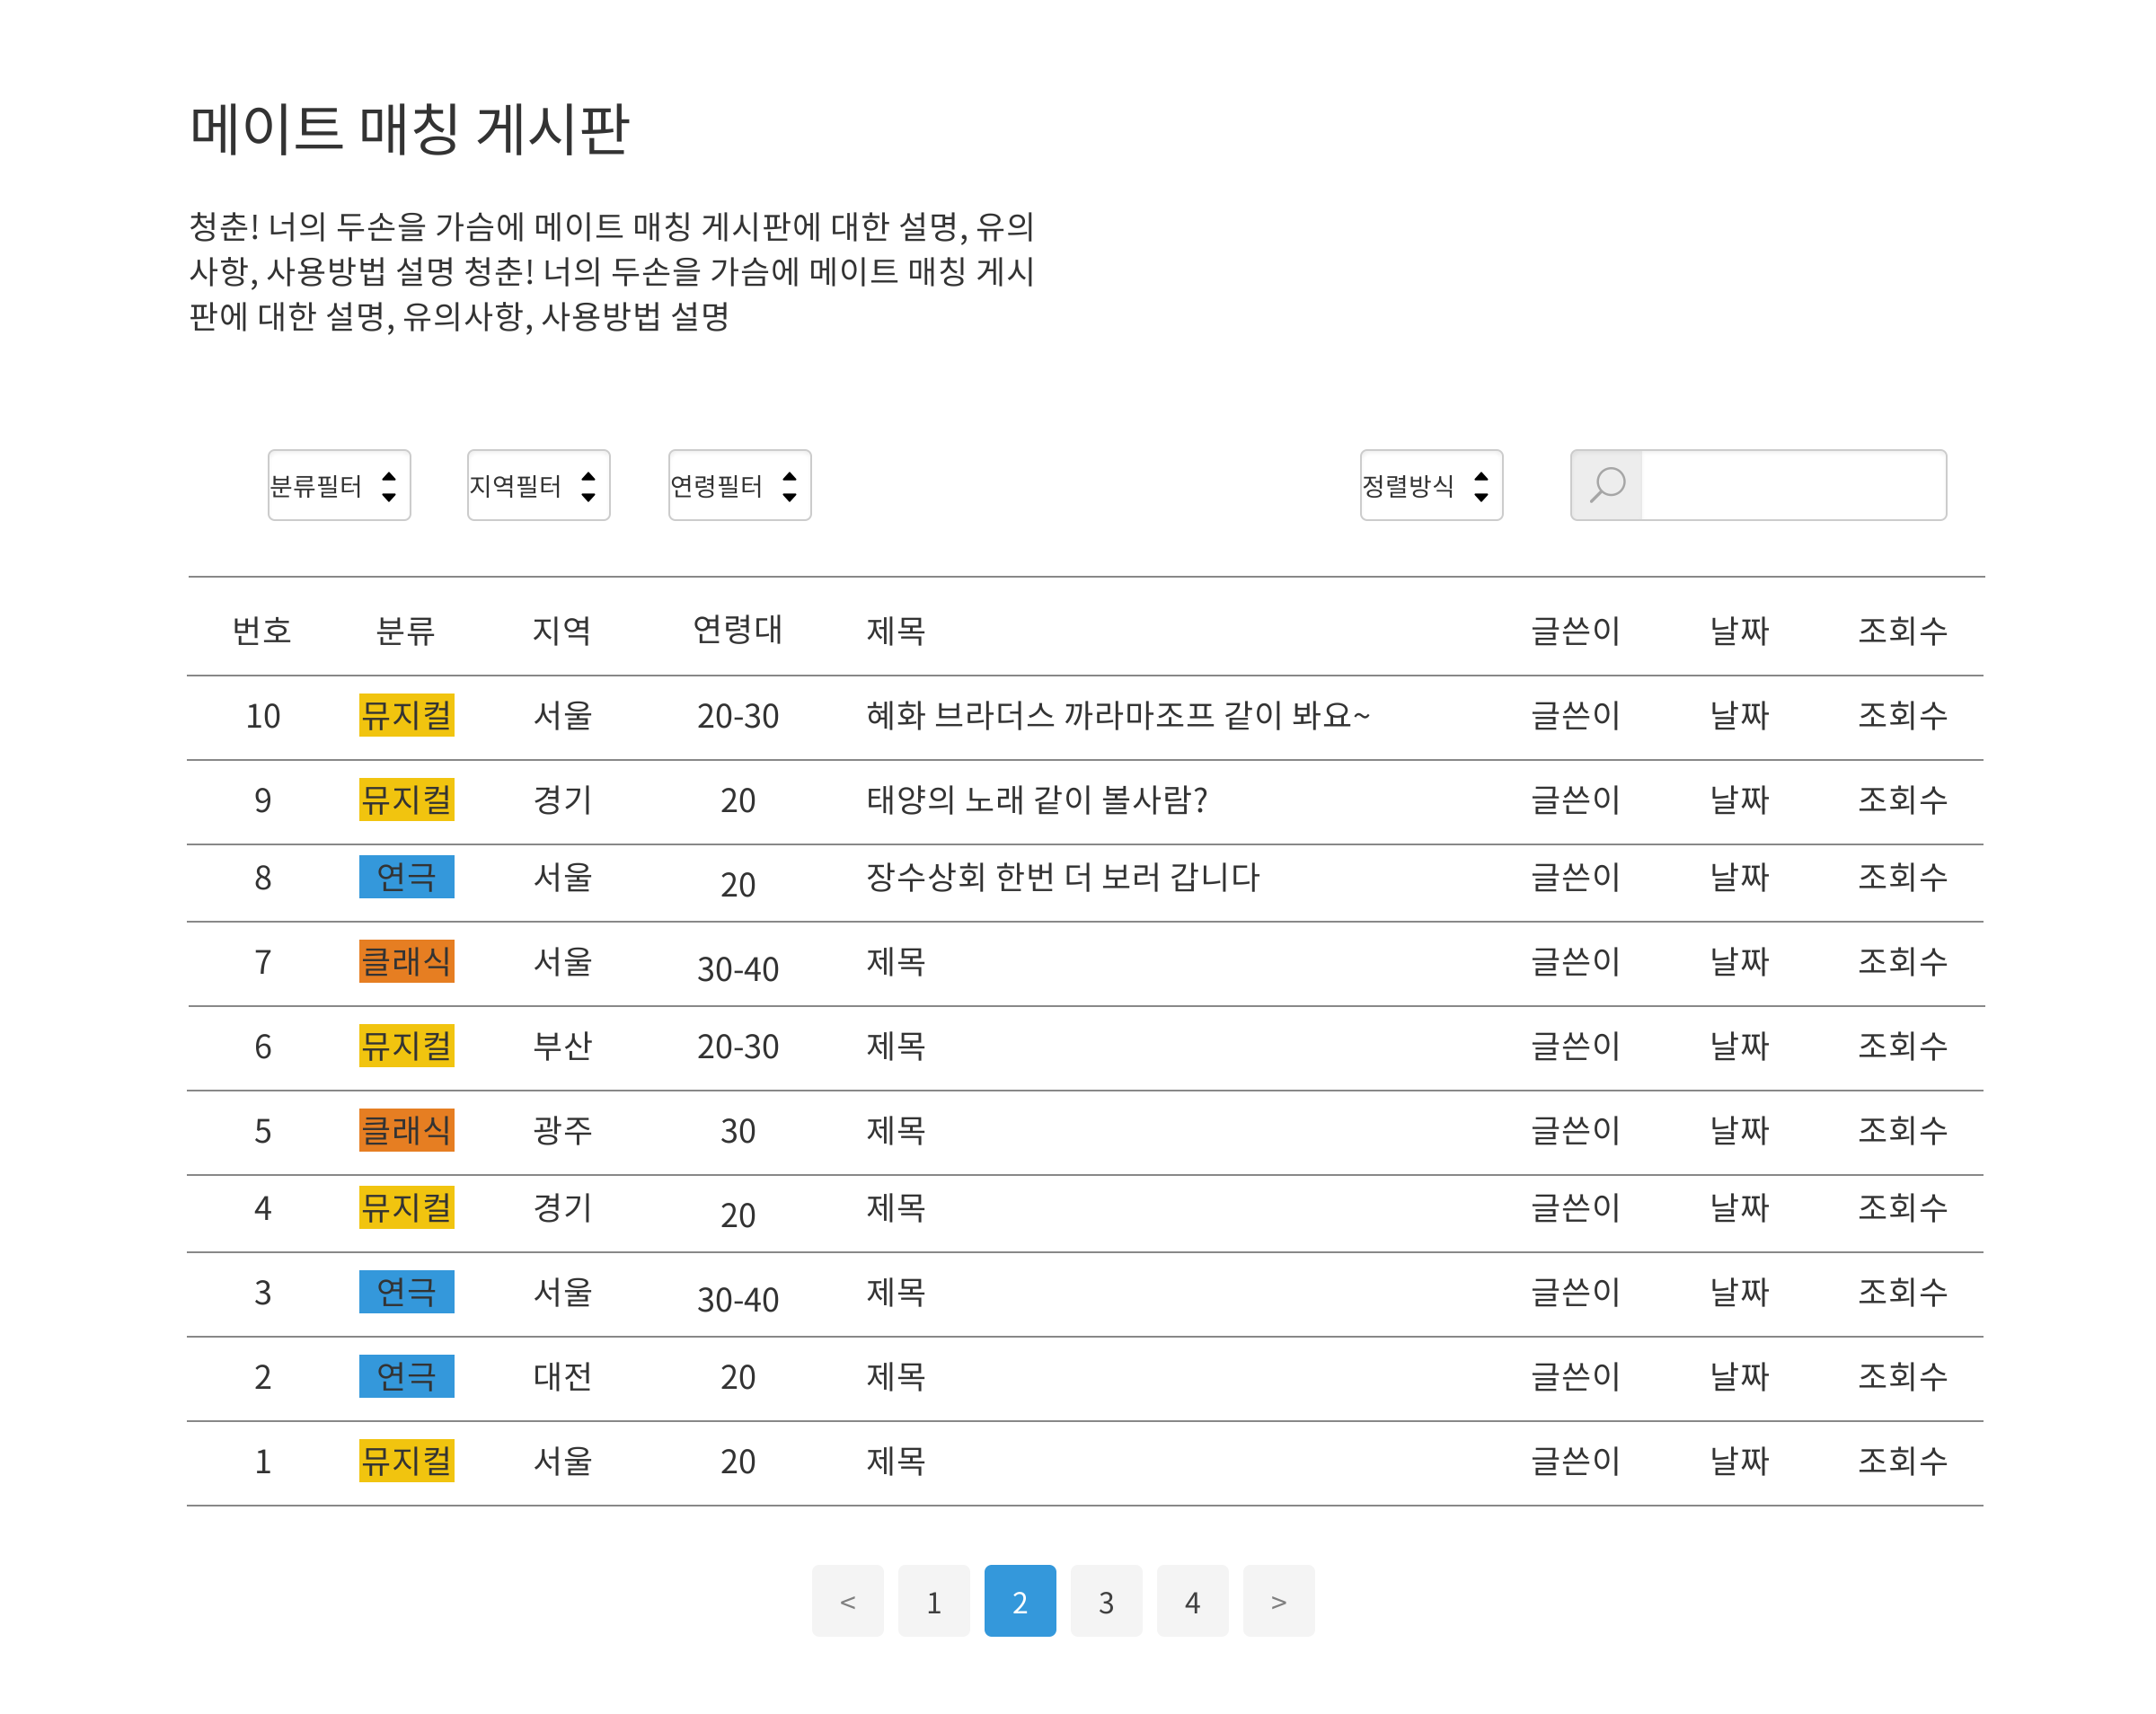 메이트 매칭 게시판
청춘! 너의 두손을 가슴에 메이트 매칭 게시판에 대한 설명, 유의
사항, 사용방법 설명 청춘! 너의 두손을 가슴에 메이트 매칭 게시
판에 대한 설명, 유의사항, 사용방법 설명
분류필터 지역필터 연령필터 정렬방식
번호 분류 지역 연령대 제목 글쓴이 날짜 조회수
10 뮤지컬 서울 20-30 혜화 브라더스 까라마조프 같이 봐요~ 글쓴이 날짜 조회수
9 뮤지컬 경기 20 태양의 노래 같이 볼사람? 글쓴이 날짜 조회수
8 연극 서울 20 장수상회 한번 더 보러 갑니다 글쓴이 날짜 조회수
7 클래식 서울 30-40 제목 글쓴이 날짜 조회수
6 뮤지컬 부산 20-30 제목 글쓴이 날짜 조회수
5 클래식 광주 30 제목 글쓴이 날짜 조회수
4 뮤지컬 경기 20 제목 글쓴이 날짜 조회수
3 연극 서울 30-40 제목 글쓴이 날짜 조회수
2 연극 대전 20 제목 글쓴이 날짜 조회수
1 뮤지컬 서울 20 제목 글쓴이 날짜 조회수
< 1 2 3 4 >